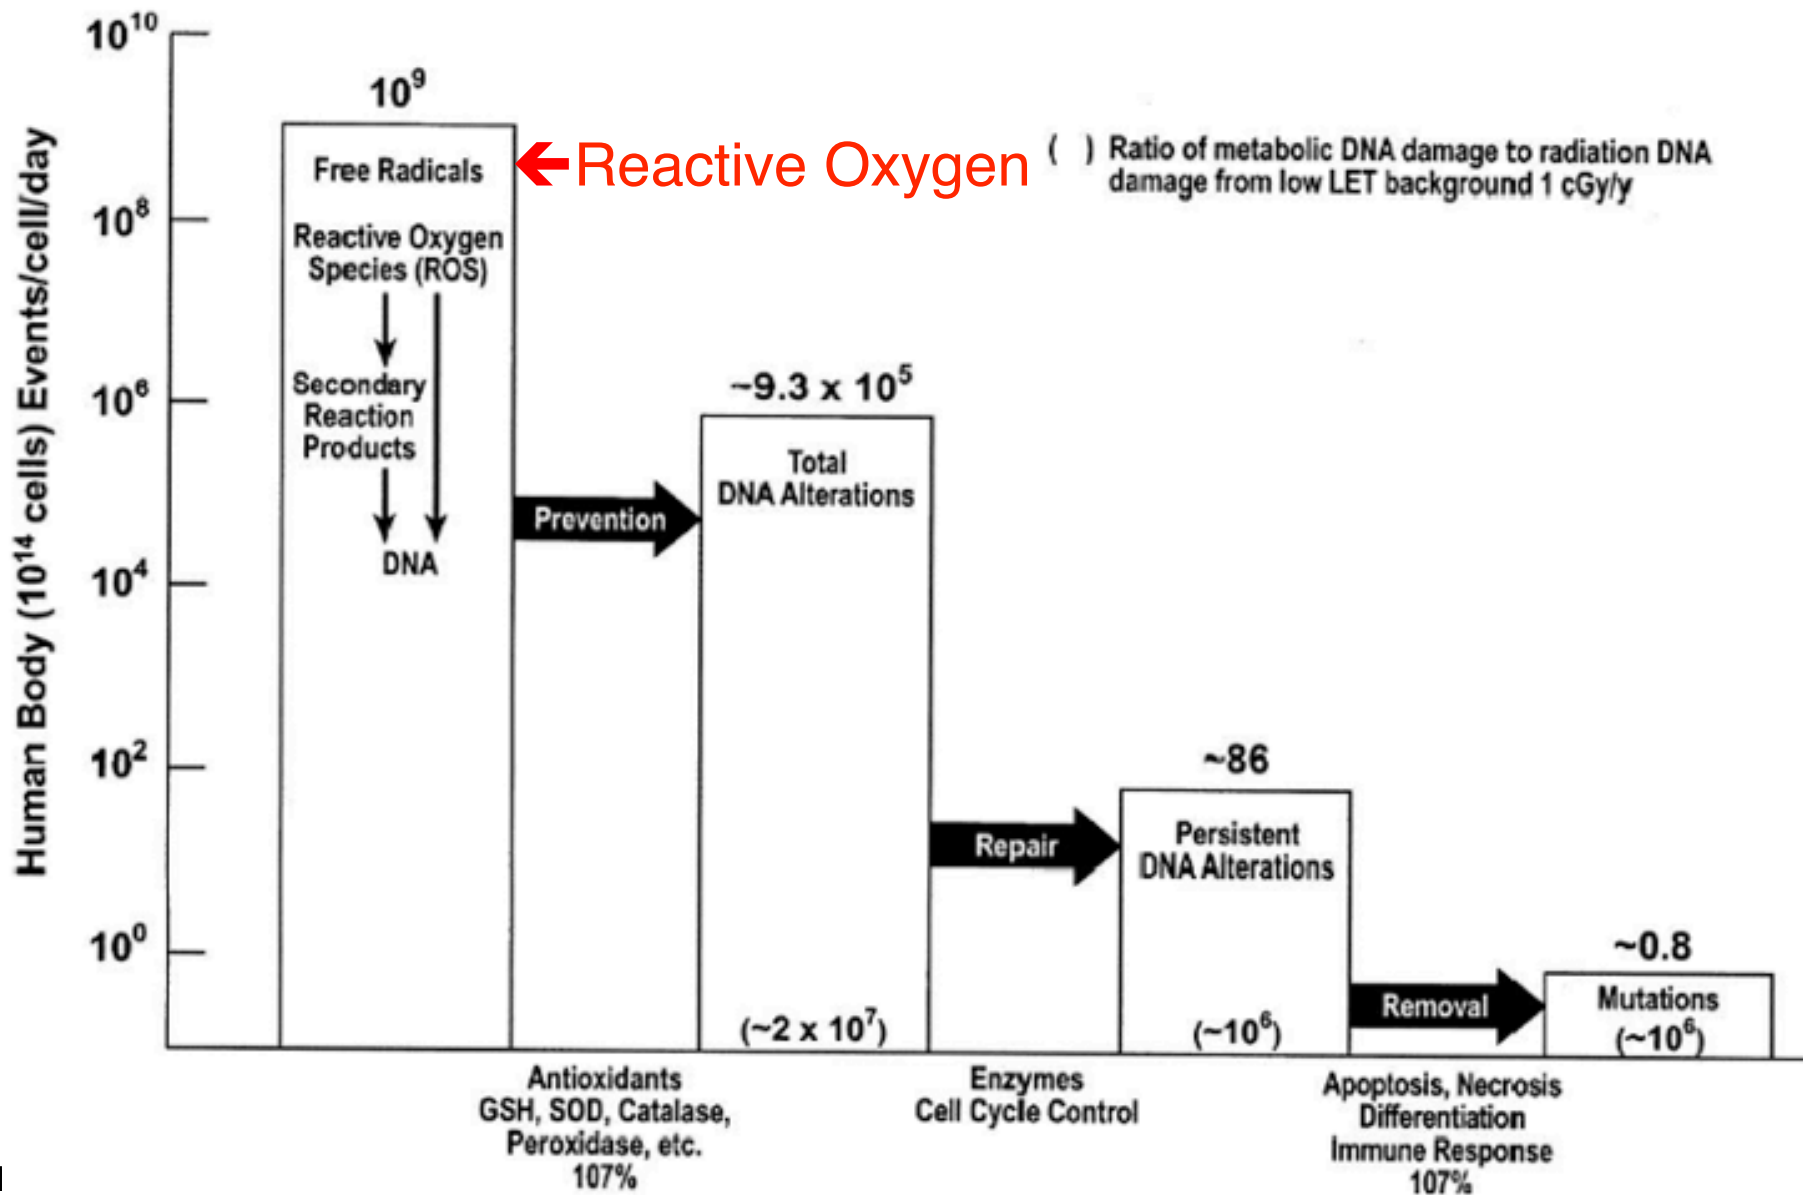 Human Body (10¹⁴ cells) Events/cell/day
10¹⁰
10⁸
10⁶
10⁴
10²
10⁰
10⁹
Free Radicals
Reactive Oxygen
Species (ROS)
Secondary
Reaction
Products
DNA
←Reactive Oxygen
( ) Ratio of metabolic DNA damage to radiation DNA
damage from low LET background 1 cGy/y
Prevention
~9.3 x 10⁵
Total
DNA Alterations
(~2 x 10⁷)
Repair
~86
Persistent
DNA Alterations
(~10⁶)
Removal
~0.8
Mutations
(~10⁶)
Antioxidants
GSH, SOD, Catalase,
Peroxidase, etc.
107%
Enzymes
Cell Cycle Control
Apoptosis, Necrosis
Differentiation
Immune Response
107%